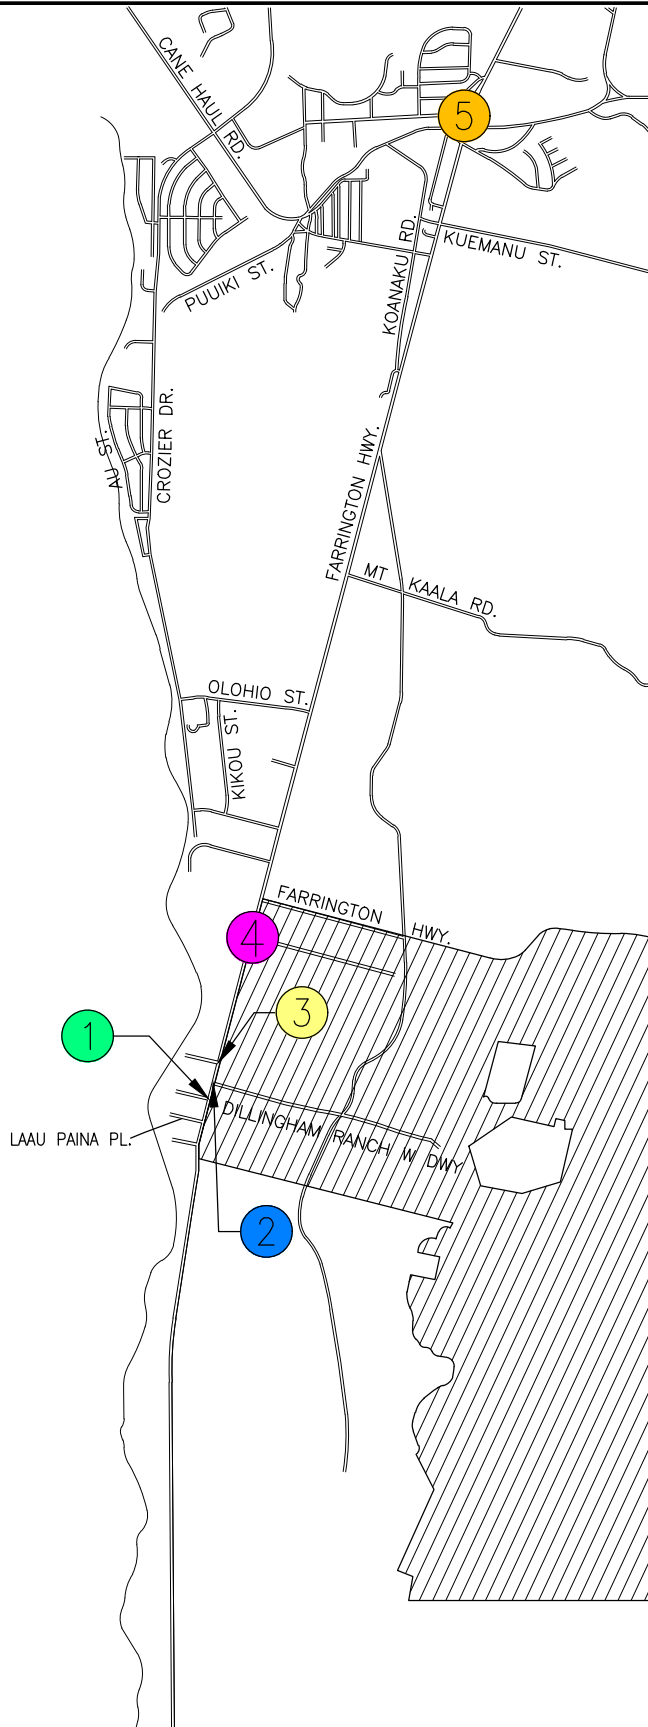 CANE HAUL RD.
5
KUEMANU ST.
KOANAKU RD.
PUUIKI ST.
CROZIER DR.
AU ST.
FARRINGTON HWY.
MT KAALA RD.
OLOHIO ST.
KIKOU ST.
FARRINGTON HWY.
4
3
1
DILLINGHAM RANCH W DWY
LAAU PAINA PL.
2